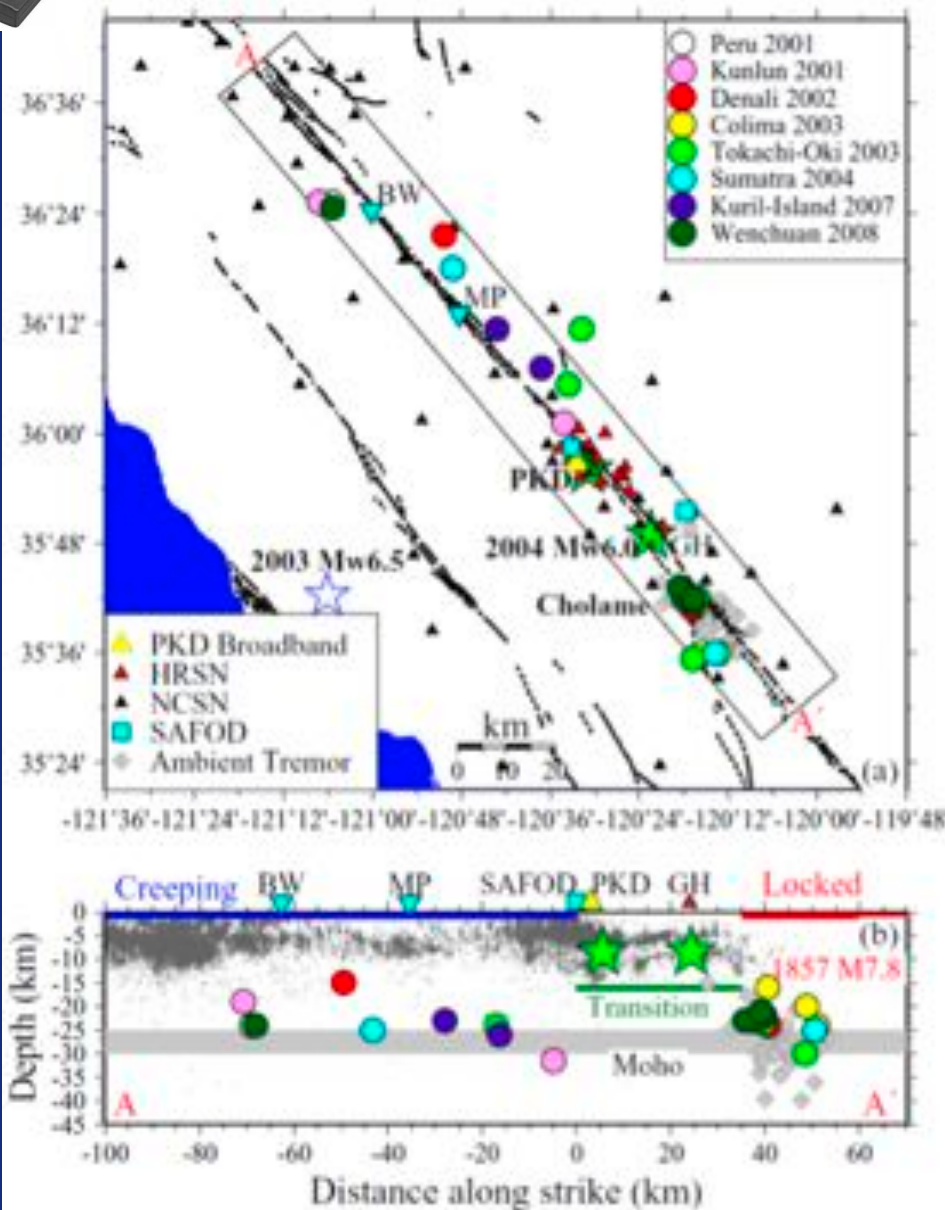 A
Peru 2001
Kunlun 2001
Denali 2002
Colima 2003
Tokachi-Oki 2003
Sumatra 2004
Kuril-Island 2007
Wenchuan 2008
36°36'
36°24'
36°12'
36°00'
35°48'
35°36'
35°24'
BW
MP
PKD
2004 Mw6.0
GH
2003 Mw6.5
Cholame
PKD Broadband
HRSN
NCSN
SAFOD
Ambient Tremor
km
0 10 20
A´
(a)
-121°36' -121°24' -121°12' -121°00' -120°48' -120°36' -120°24' -120°12' -120°00' -119°48'
Creeping BW MP SAFOD PKD GH Locked
0
-5
-10
-15
-20
-25
-30
-35
-40
-45
Depth (km)
(b)
1857 M7.8
Transition
Moho
A A´
-100 -80 -60 -40 -20 0 20 40 60
Distance along strike (km)